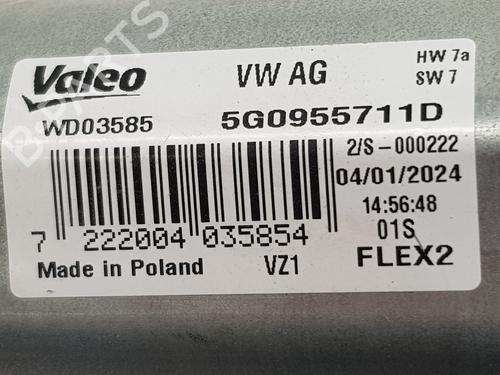 Valeo
VW AG
HW 7a
SW 7
WD03585
5G0955711D
2/S-000222
04/01/2024
14:56:48
01S
7 222004 035854
Made in Poland
VZ1
FLEX2
B-PARTS